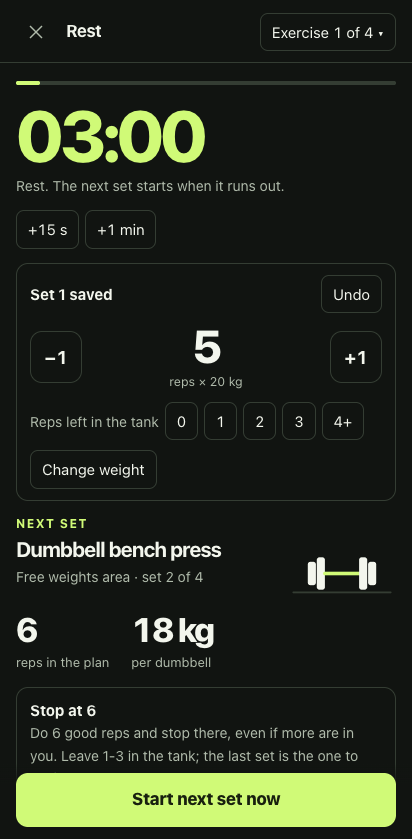 Rest
Exercise 1 of 4 ▾
03:00
Rest. The next set starts when it runs out.
+15 s
+1 min
Set 1 saved
Undo
−1
5
+1
reps × 20 kg
Reps left in the tank
0
1
2
3
4+
Change weight
NEXT SET
Dumbbell bench press
Free weights area · set 2 of 4
6
18 kg
reps in the plan
per dumbbell
Stop at 6
Do 6 good reps and stop there, even if more are in
you. Leave 1-3 in the tank; the last set is the one to
Start next set now